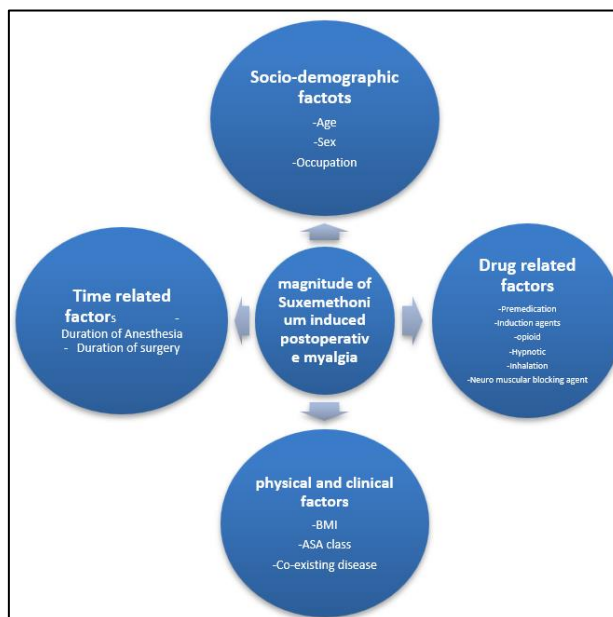 Socio-demographic
factots
-Age
-Sex
-Occupation
Time related
factors -
Duration of Anesthesia
- Duration of surgery
magnitude of
Suxemethoni
um induced
postoperativ
e myalgia
Drug related
factors
-Premedication
-Induction agents
-opioid
-Hypnotic
-Inhalation
-Neuro muscular blocking agent
physical and clinical
factors
-BMI
-ASA class
-Co-existing disease